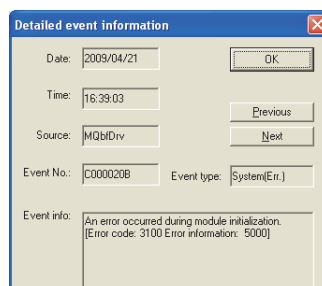 Detailed event information
Date: 2009/04/21 OK
Time: 16:39:03
Previous
Source: MQbfDrv Next
Event No.: C000020B Event type: System(Err.)
Event info: An error occurred during module initialization.
[Error code: 3100 Error information: 5000]